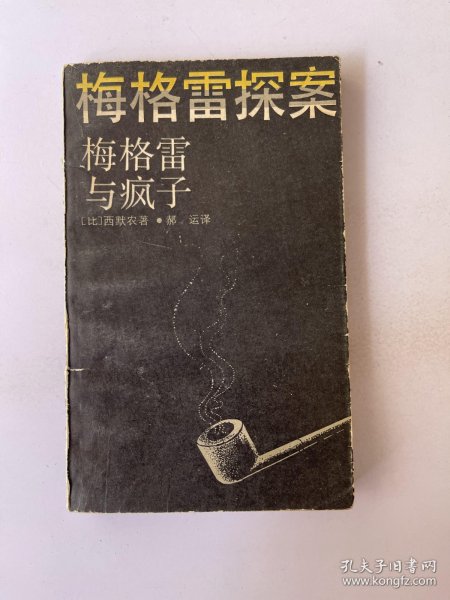 梅格雷探案
梅格雷
与疯子
[比]西默农著 • 郝 运译
孔夫子旧书网
www.kongfz.com